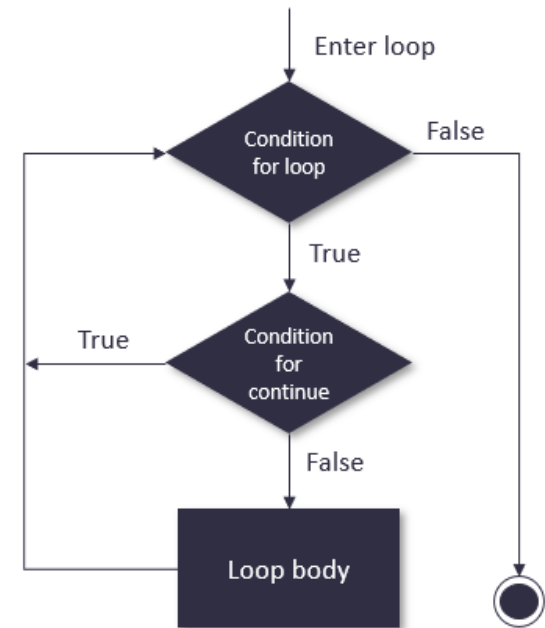 Enter loop
Condition
for loop
False
True
Condition
for
continue
True
False
Loop body